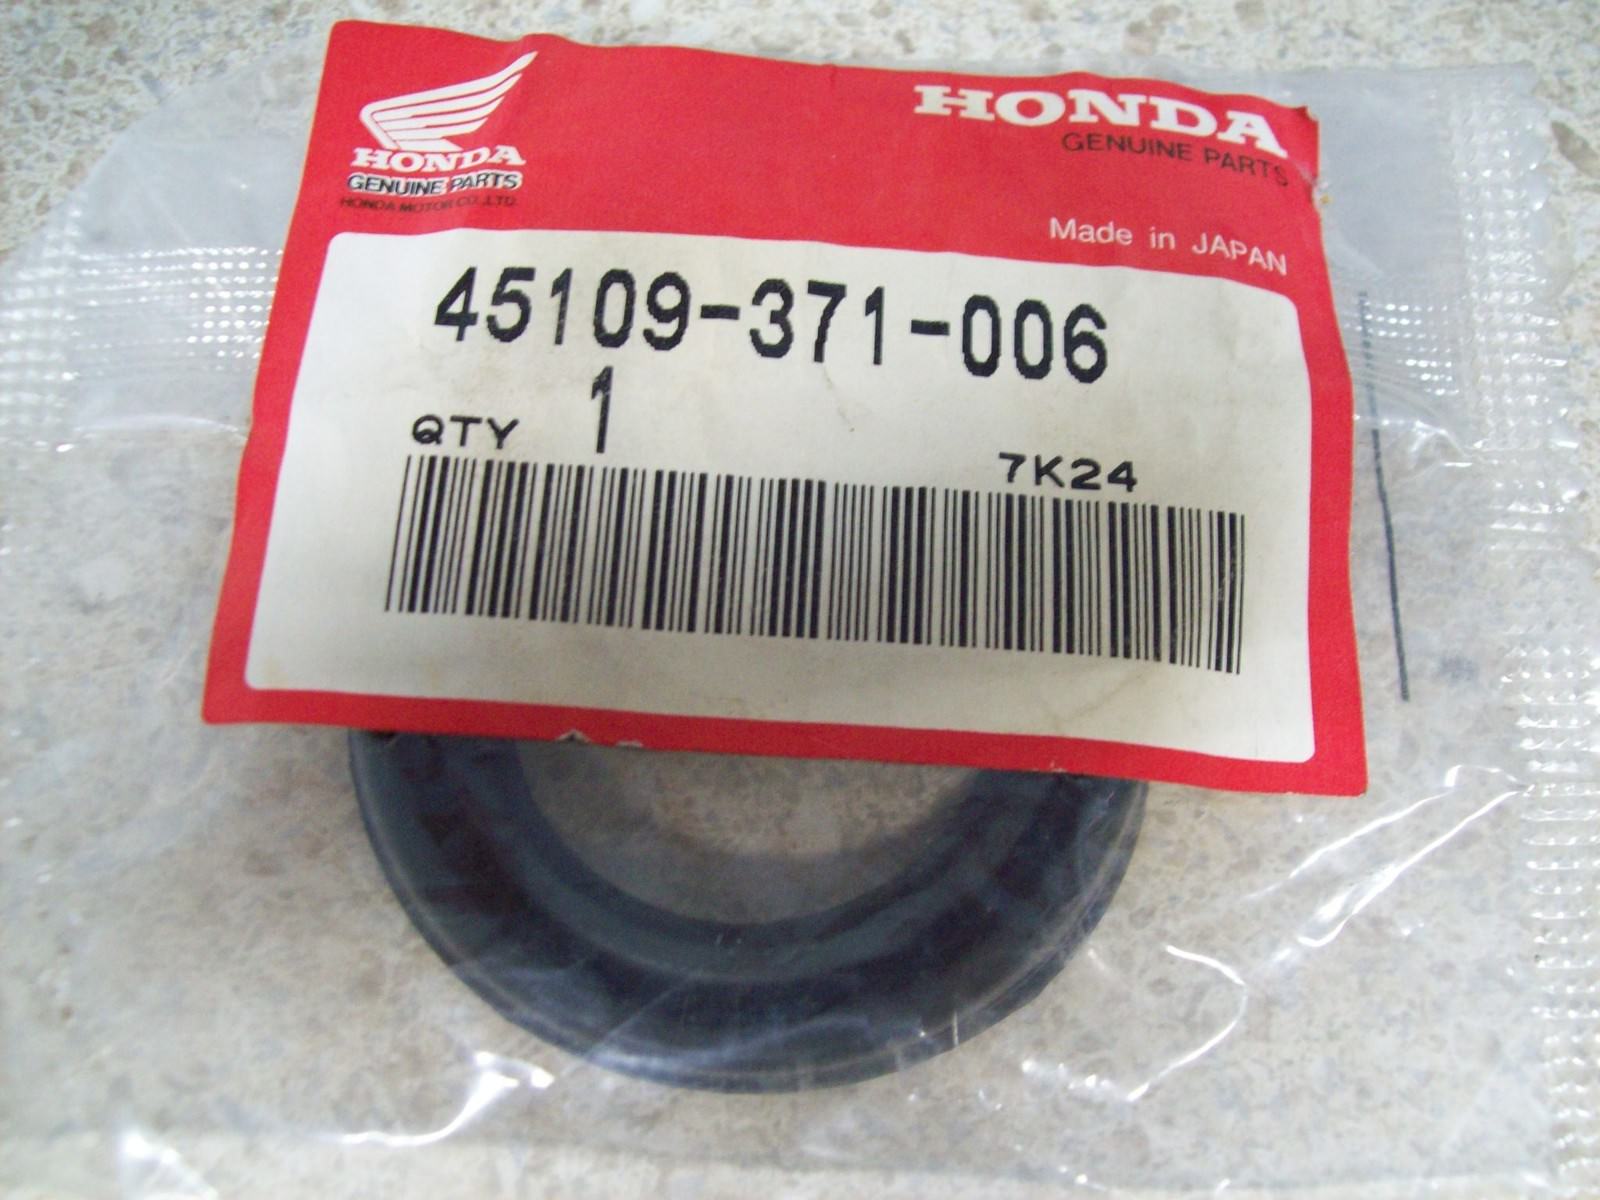 HONDA
GENUINE PARTS
HONDA MOTOR CO.,LTD.
HONDA
GENUINE PARTS
Made in JAPAN
45109-371-006
QTY 1
7K24